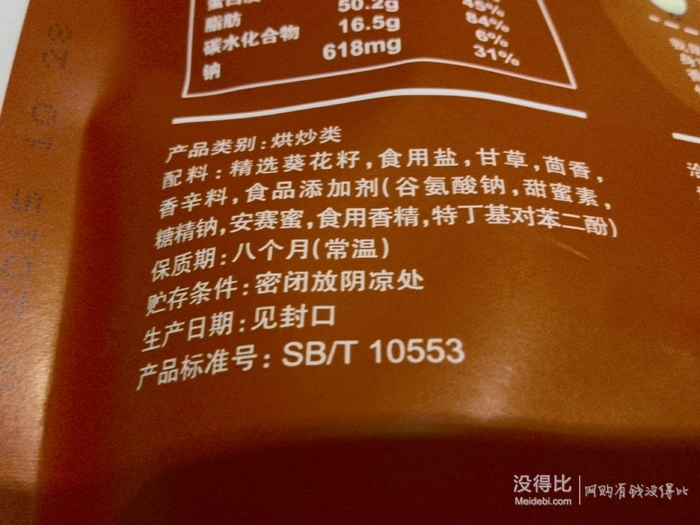 脂肪 50.2g 84%
碳水化合物 16.5g 6%
钠 618mg 31%
产品类别:烘炒类
配料:精选葵花籽,食用盐,甘草,茴香,
香辛料,食品添加剂(谷氨酸钠,甜蜜素,
糖精钠,安赛蜜,食用香精,特丁基对苯二酚)
保质期:八个月(常温)
贮存条件:密闭放阴凉处
生产日期:见封口
产品标准号:SB/T 10553
没得比
Meidebi.com
网购有钱没得比